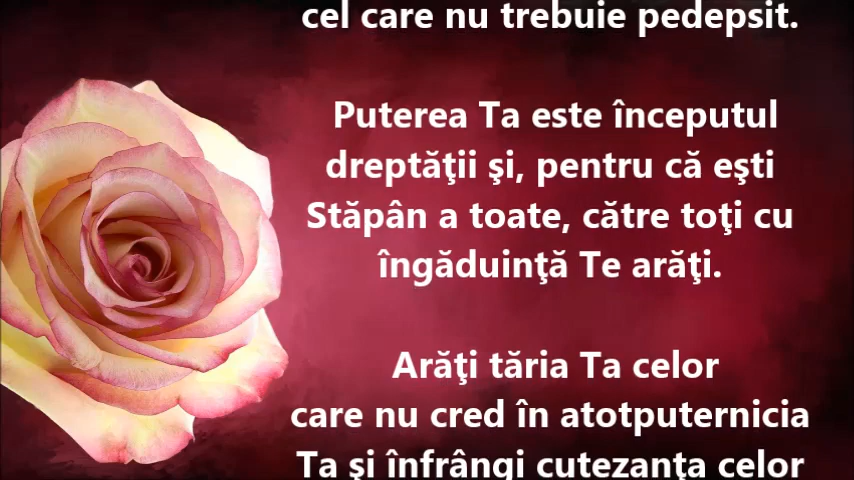 cel care nu trebuie pedepsit.
Puterea Ta este începutul
dreptăţii şi, pentru că eşti
Stăpân a toate, către toţi cu
îngăduinţă Te arăţi.
Arăţi tăria Ta celor
care nu cred în atotputernicia
Ta şi înfrângi cutezanţa celor